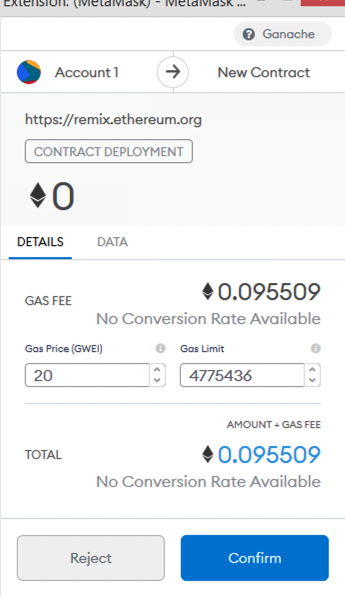 Extension: (MetaMask) - MetaMask ...
Ganache
Account 1
New Contract
https://remix.ethereum.org
CONTRACT DEPLOYMENT
0
DETAILS
DATA
GAS FEE
0.095509
No Conversion Rate Available
Gas Price (GWEI)
Gas Limit
20
4775436
AMOUNT + GAS FEE
TOTAL
0.095509
No Conversion Rate Available
Reject
Confirm